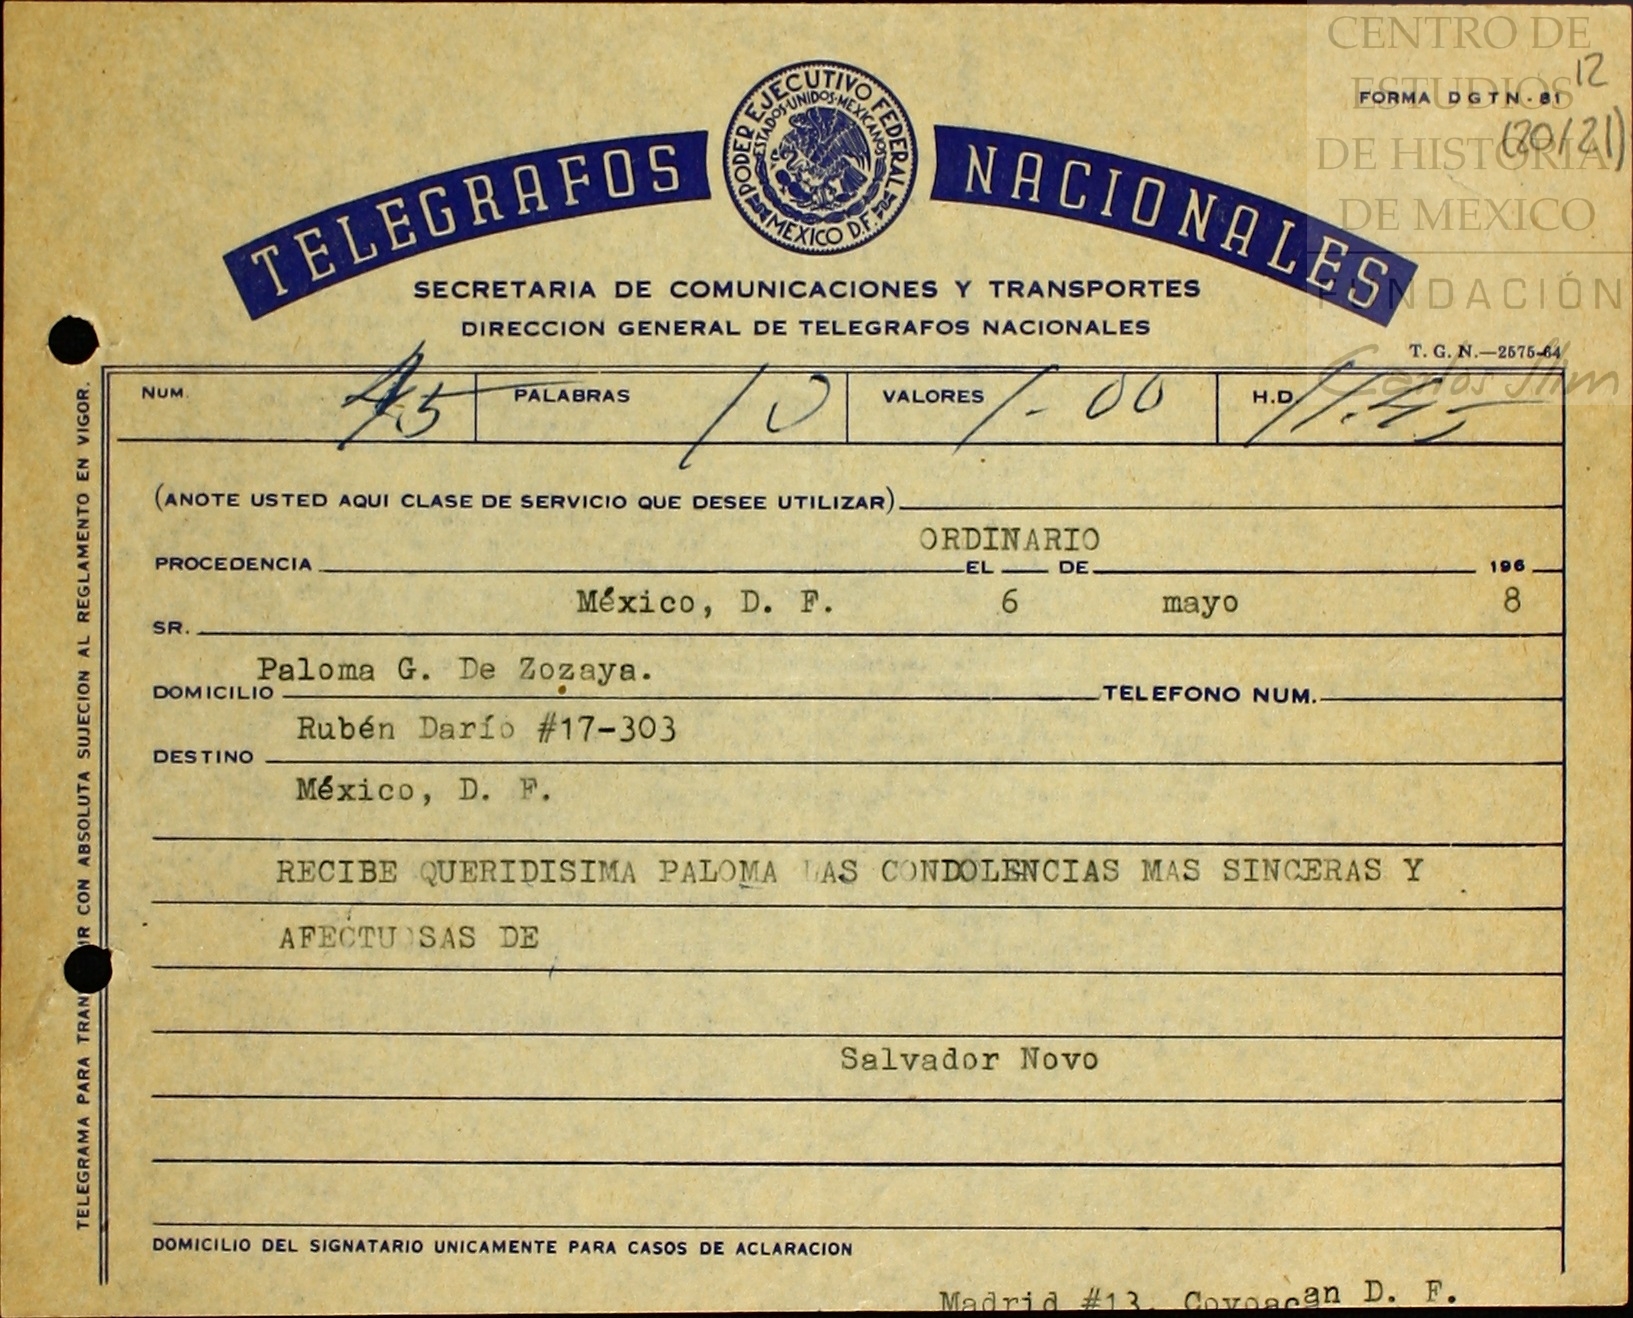 CENTRO DE
ESTUDIOS
DE HISTORIA
DE MEXICO
FUNDACIÓN
Carlos Slim
12
FORMA DGTN-81
(20/21)
TELEGRAFOS NACIONALES
PODER EJECUTIVO FEDERAL
ESTADOS·UNIDOS·MEXICANOS
MEXICO D.F.
SECRETARIA DE COMUNICACIONES Y TRANSPORTES
DIRECCION GENERAL DE TELEGRAFOS NACIONALES
T. G. N.—2575-64
NUM. 45 PALABRAS 10 VALORES 1.00 H.D. 11.45
(ANOTE USTED AQUI CLASE DE SERVICIO QUE DESEE UTILIZAR)
ORDINARIO
PROCEDENCIA EL DE 196
México, D. F. 6 mayo 8
SR.
Paloma G. De Zozaya.
DOMICILIO TELEFONO NUM.
Rubén Darío #17-303
DESTINO
México, D. F.
RECIBE QUERIDISIMA PALOMA LAS CONDOLENCIAS MAS SINCERAS Y
AFECTUOSAS DE
Salvador Novo
DOMICILIO DEL SIGNATARIO UNICAMENTE PARA CASOS DE ACLARACION
Madrid #13, Coyoacan D. F.
TELEGRAMA PARA TRAN IR CON ABSOLUTA SUJECION AL REGLAMENTO EN VIGOR.